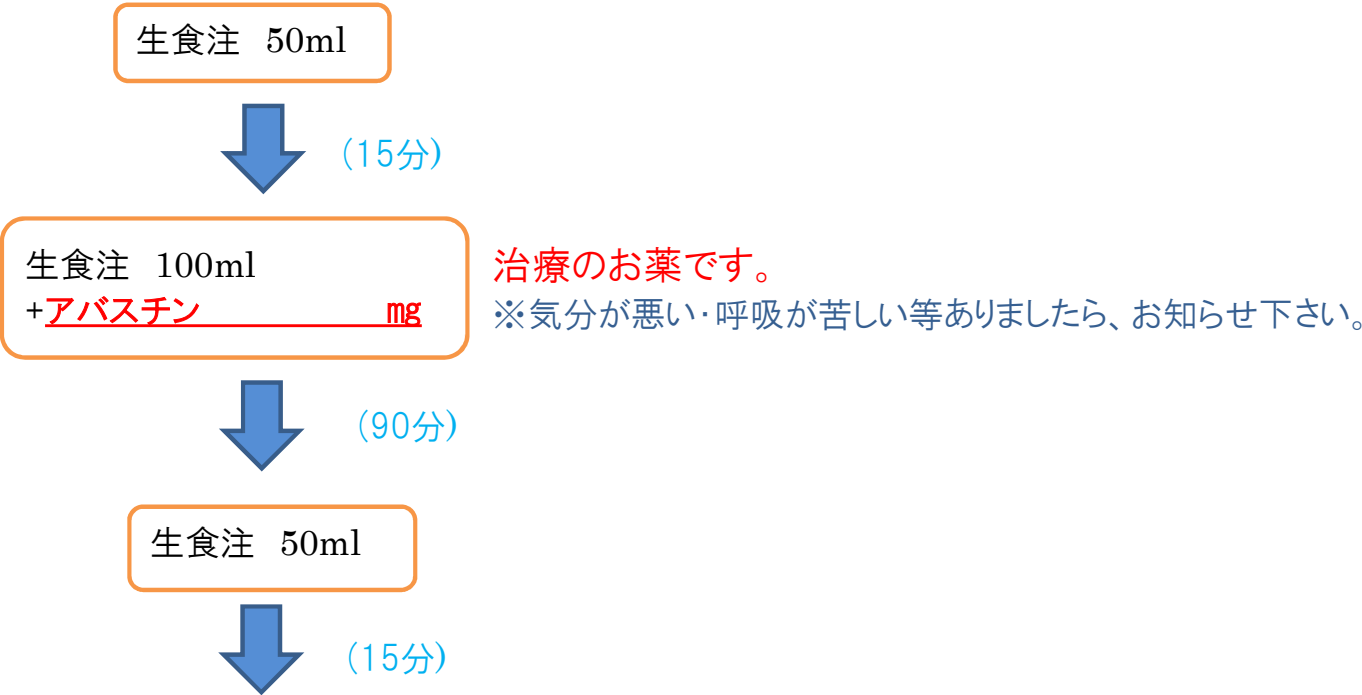 生食注 50ml
(15分)
生食注 100ml
+アバスチン mg
治療のお薬です。
※気分が悪い・呼吸が苦しい等ありましたら、お知らせ下さい。
(90分)
生食注 50ml
(15分)